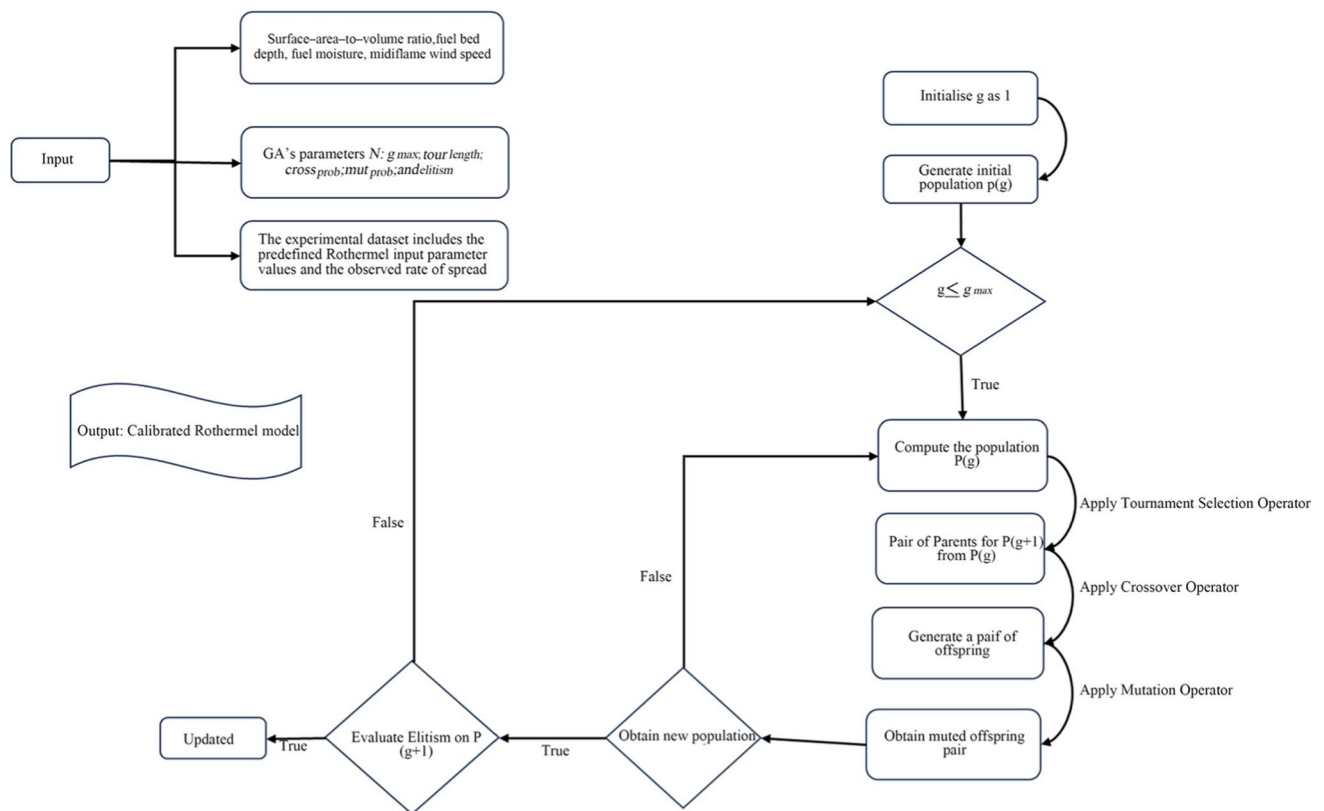 Surface–area–to–volume ratio,fuel bed
depth, fuel moisture, midiflame wind speed
Input
GA's parameters N: g max; tour length;
cross prob;mut prob;andelitism
The experimental dataset includes the
predefined Rothermel input parameter
values and the observed rate of spread
Initialise g as 1
Generate initial
population p(g)
g≤ g max
True
Output: Calibrated Rothermel model
Compute the population
P(g)
Apply Tournament Selection Operator
False
Pair of Parents for P(g+1)
from P(g)
False
Apply Crossover Operator
Generate a paif of
offspring
Apply Mutation Operator
Updated
True
Evaluate Elitism on P
(g+1)
True
Obtain new population
Obtain muted offspring
pair